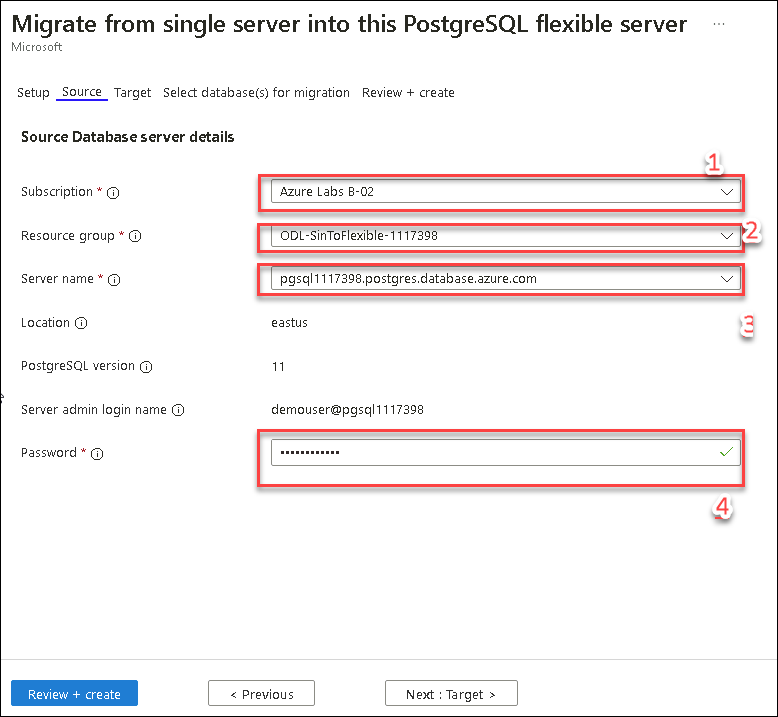 Migrate from single server into this PostgreSQL flexible server ...
Microsoft
Setup Source Target Select database(s) for migration Review + create
Source Database server details
1
Subscription * Azure Labs B-02
2
Resource group * ODL-SinToFlexible-1117398
Server name * pgsql1117398.postgres.database.azure.com
3
Location eastus
PostgreSQL version 11
Server admin login name demouser@pgsql1117398
Password * ••••••••••••
4
Review + create < Previous Next : Target >